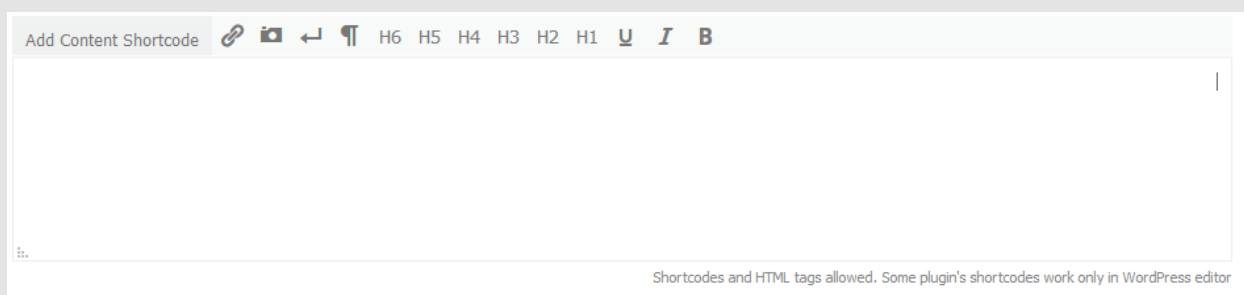 Add Content Shortcode H6 H5 H4 H3 H2 H1 U I B
Shortcodes and HTML tags allowed. Some plugin's shortcodes work only in WordPress editor